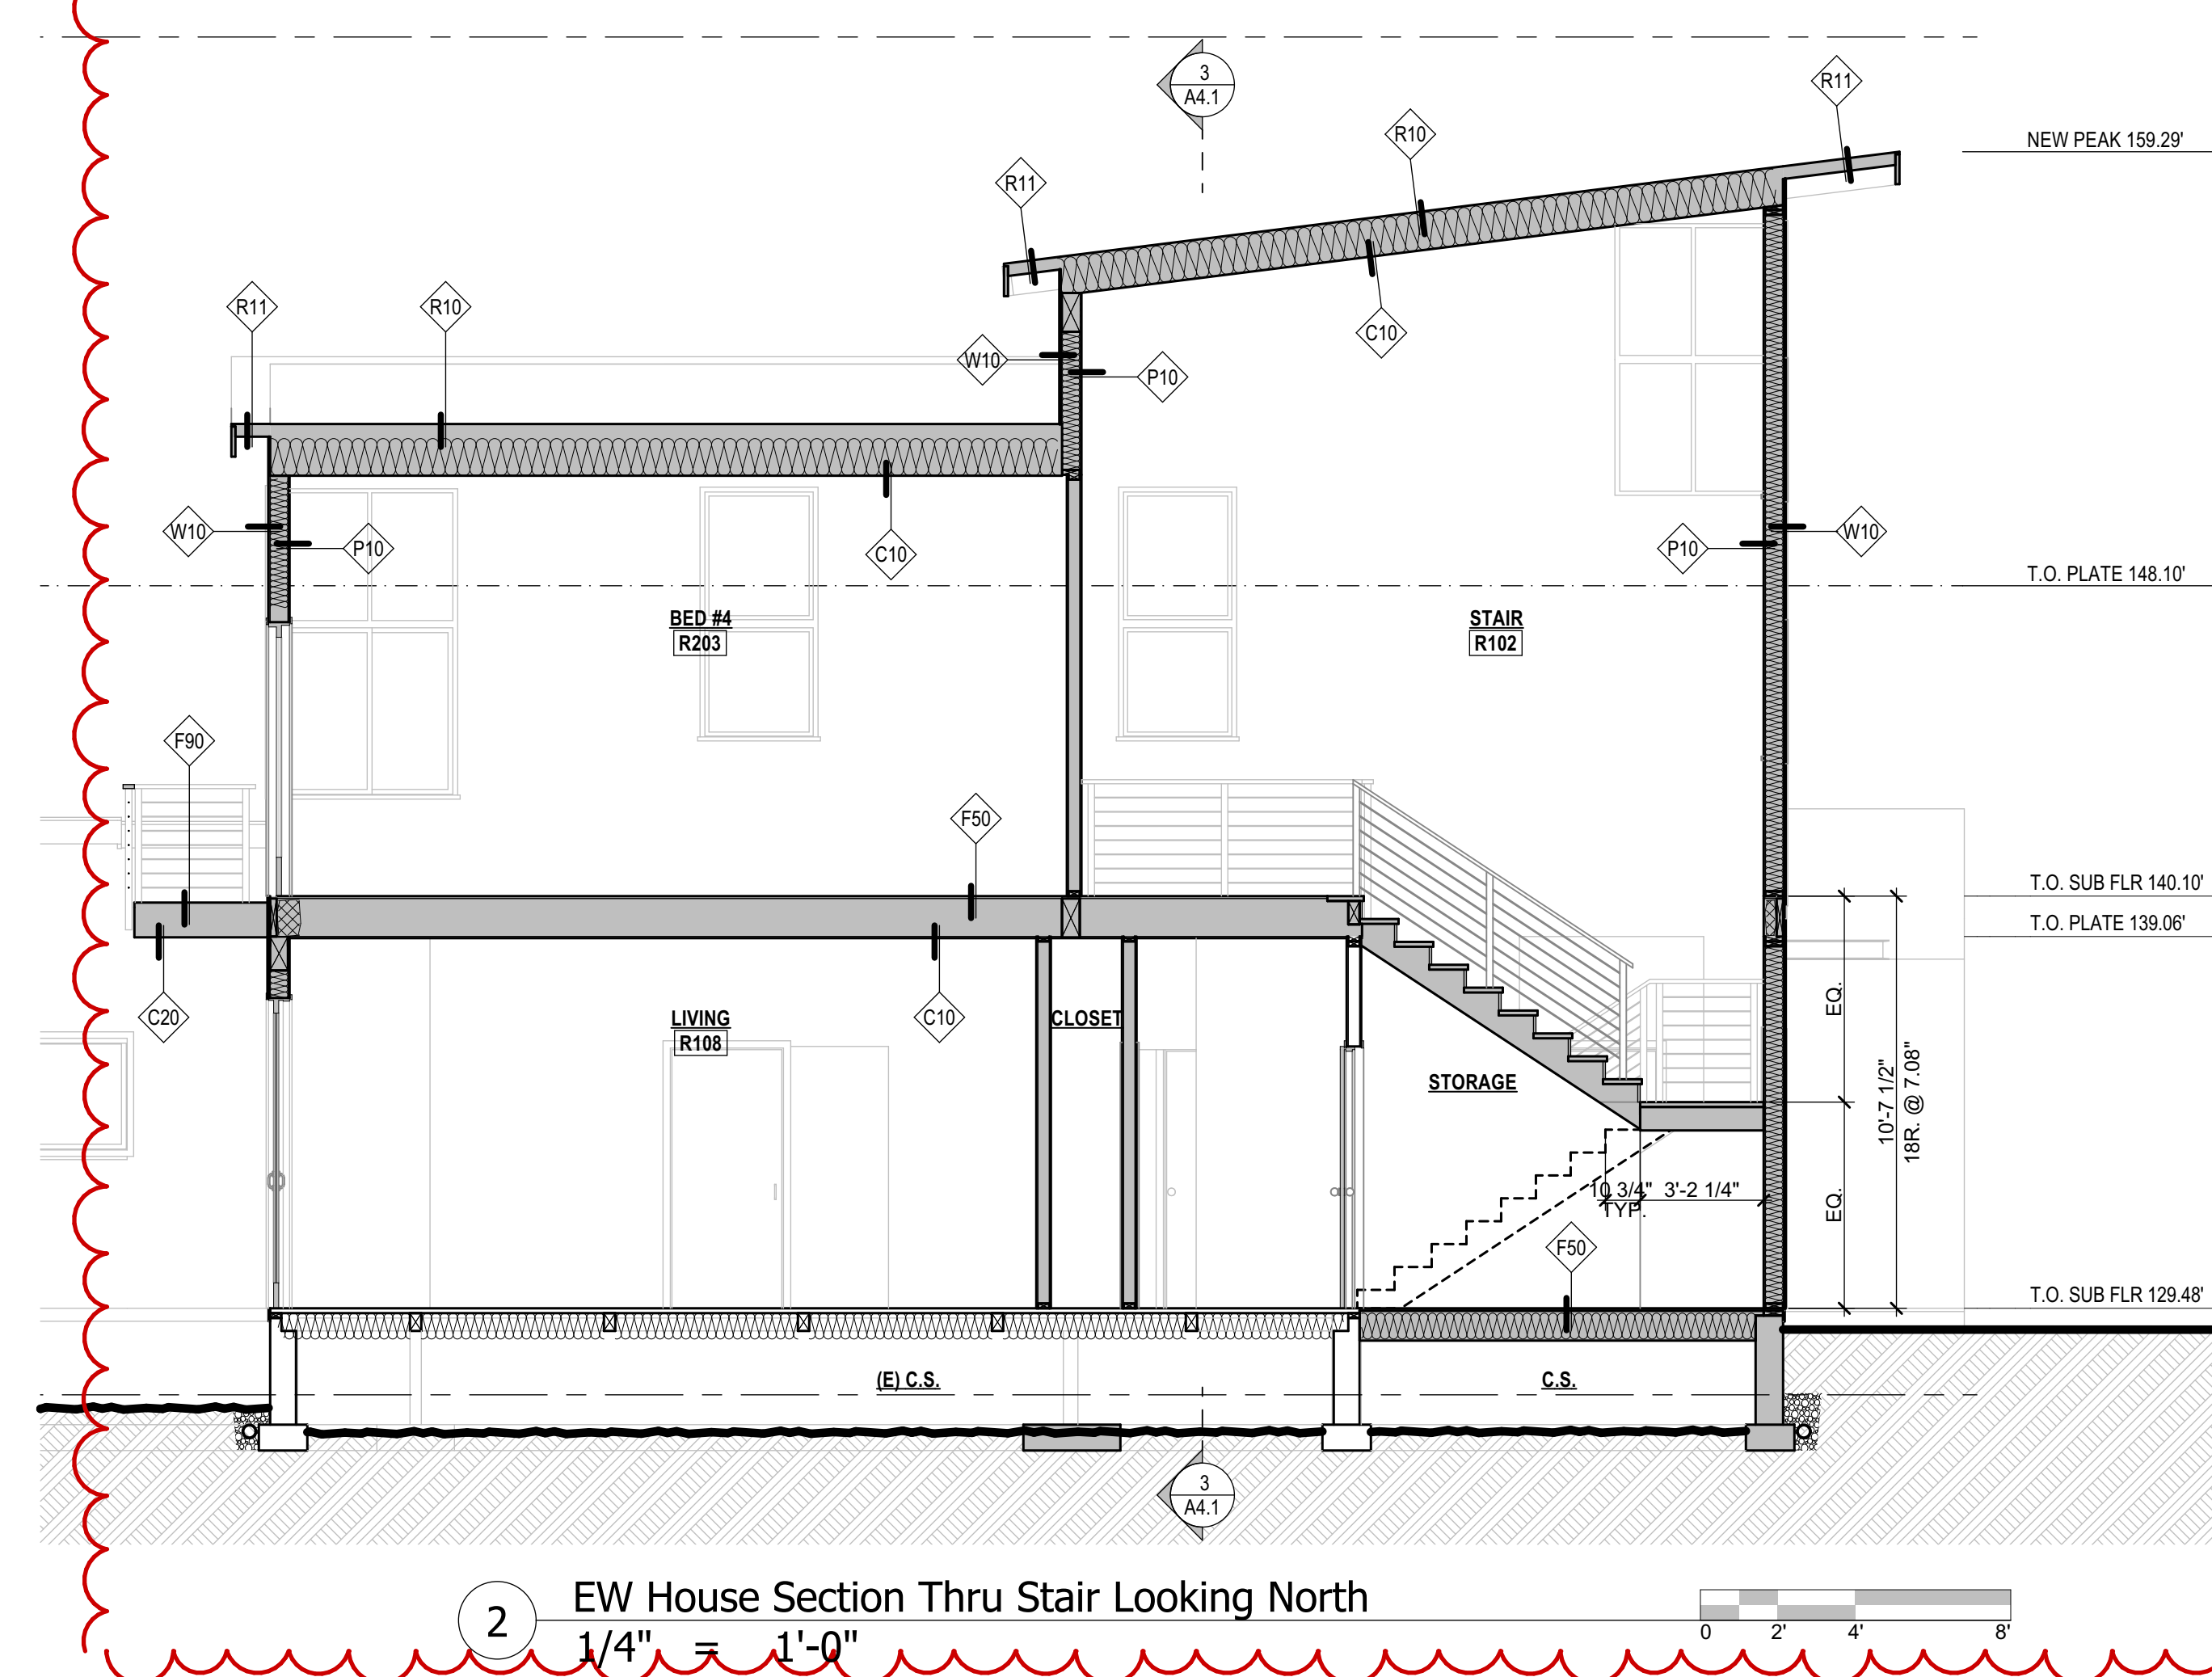 3
A4.1
R11
NEW PEAK 159.29'
R10
R11
R11
R10
C10
W10
P10
W10
P10
C10
P10
W10
T.O. PLATE 148.10'
BED #4
R203
STAIR
R102
F90
F50
T.O. SUB FLR 140.10'
T.O. PLATE 139.06'
C20
LIVING
R108
C10
CLOSET
STORAGE
EQ.
10'-7 1/2"
18R. @ 7.08"
10 3/4"
TYP.
3'-2 1/4"
EQ.
F50
T.O. SUB FLR 129.48'
(E) C.S.
C.S.
3
A4.1
2
EW House Section Thru Stair Looking North
1/4" = 1'-0"
0 2' 4' 8'